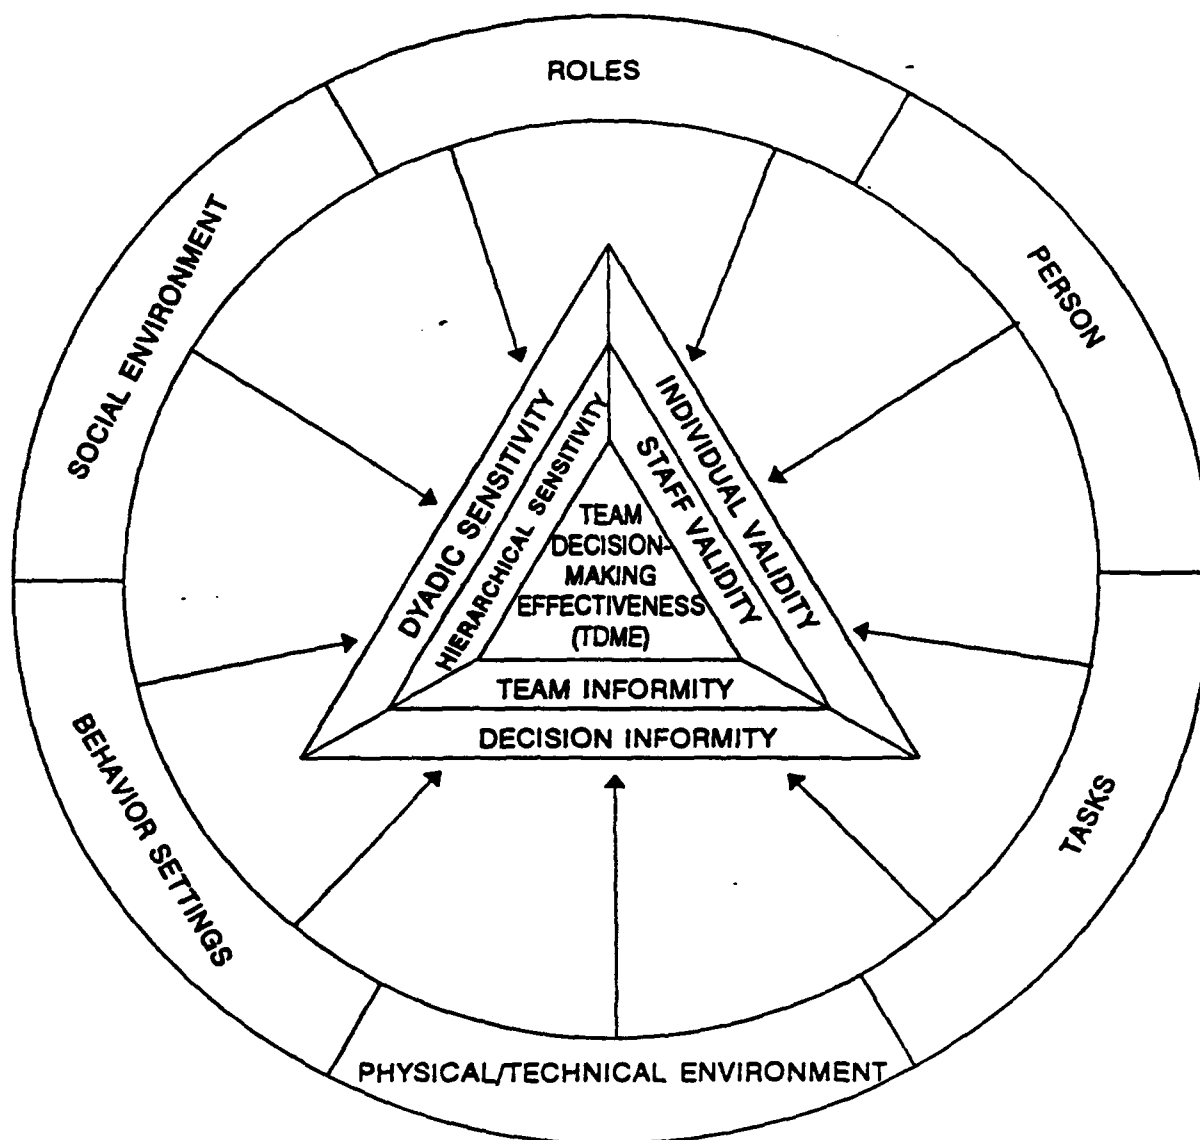 ROLES
PERSON
SOCIAL ENVIRONMENT
INDIVIDUAL VALIDITY
STAFF VALIDITY
DYADIC SENSITIVITY
HIERARCHICAL SENSITIVITY
TEAM
DECISION-
MAKING
EFFECTIVENESS
(TDME)
TEAM INFORMITY
DECISION INFORMITY
BEHAVIOR SETTINGS
TASKS
PHYSICAL/TECHNICAL ENVIRONMENT